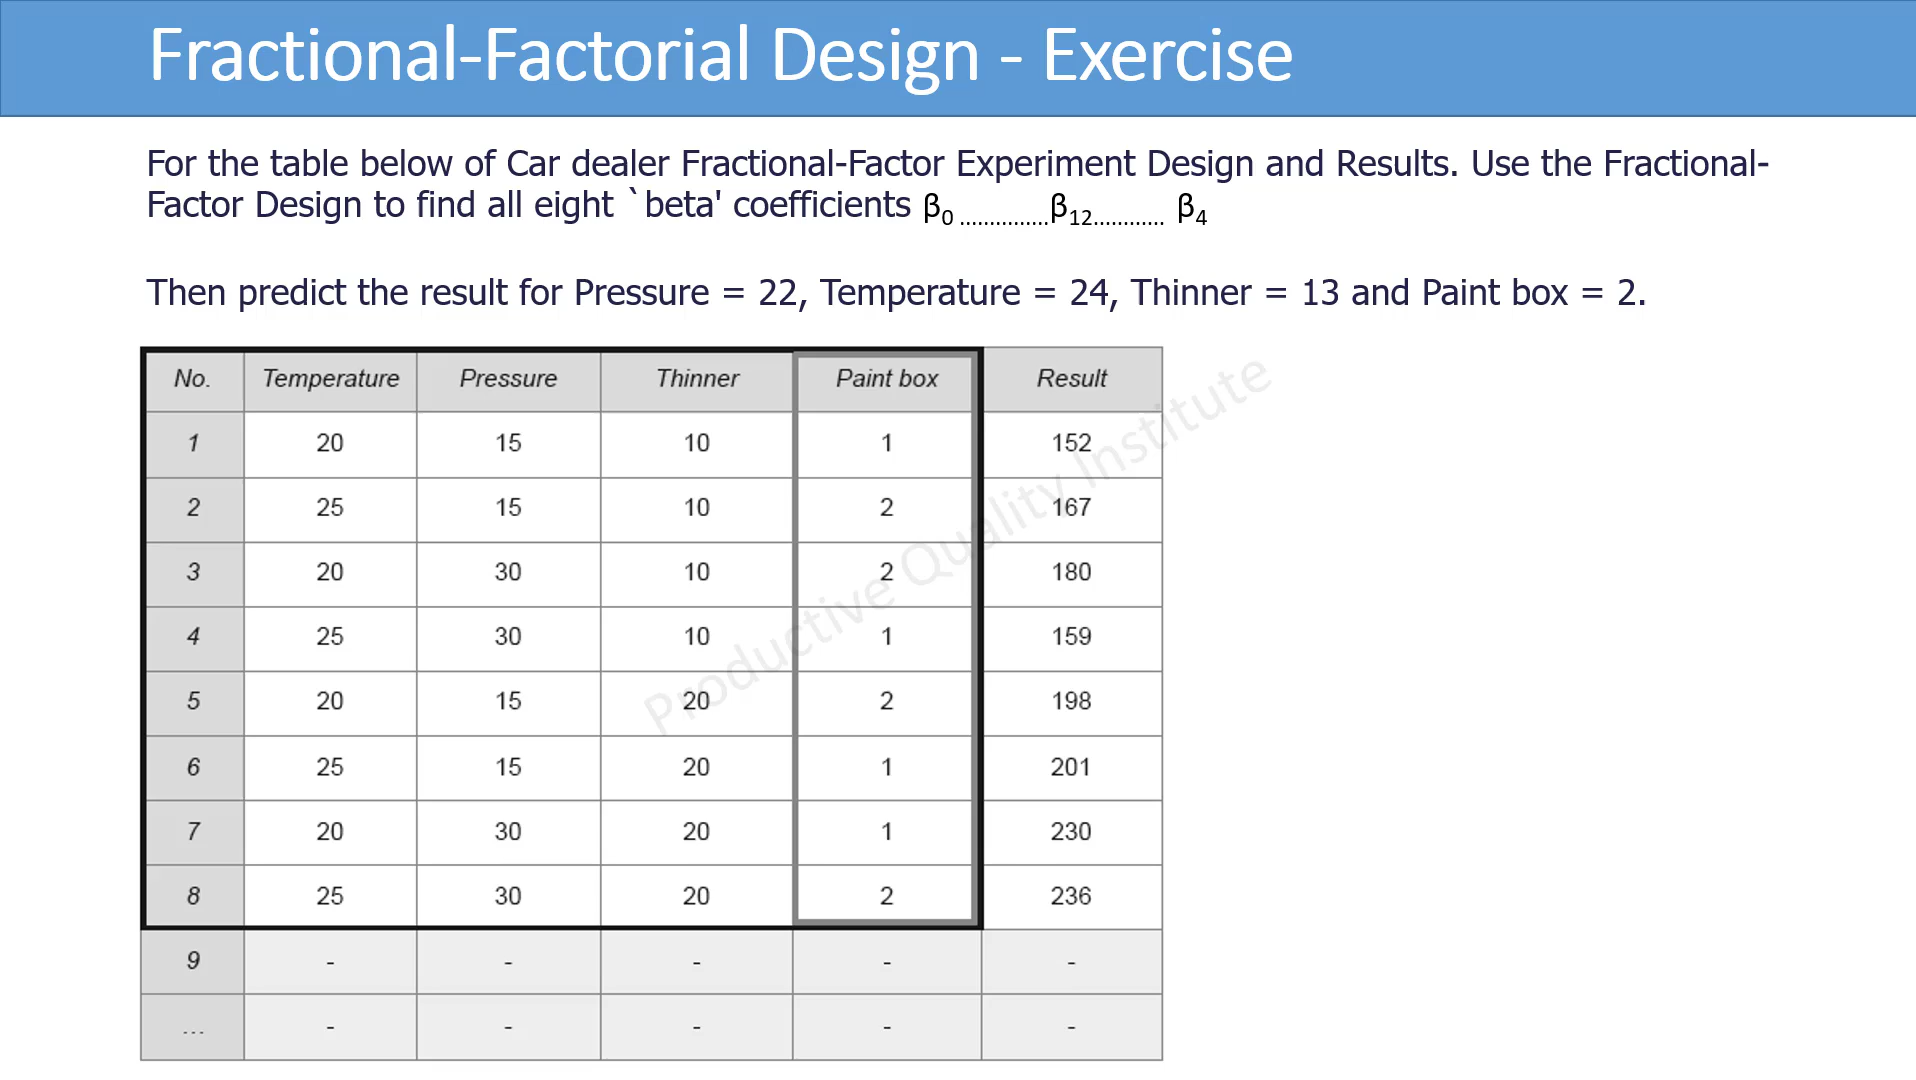 Fractional-Factorial Design - Exercise
For the table below of Car dealer Fractional-Factor Experiment Design and Results. Use the Fractional-
Factor Design to find all eight `beta' coefficients β0 ...............β12............ β4
Then predict the result for Pressure = 22, Temperature = 24, Thinner = 13 and Paint box = 2.
No. Temperature Pressure Thinner Paint box Result
1 20 15 10 1 152
2 25 15 10 2 167
3 20 30 10 2 180
4 25 30 10 1 159
5 20 15 20 2 198
6 25 15 20 1 201
7 20 30 20 1 230
8 25 30 20 2 236
9 - - - - -
... - - - - -
Productive Quality Institute